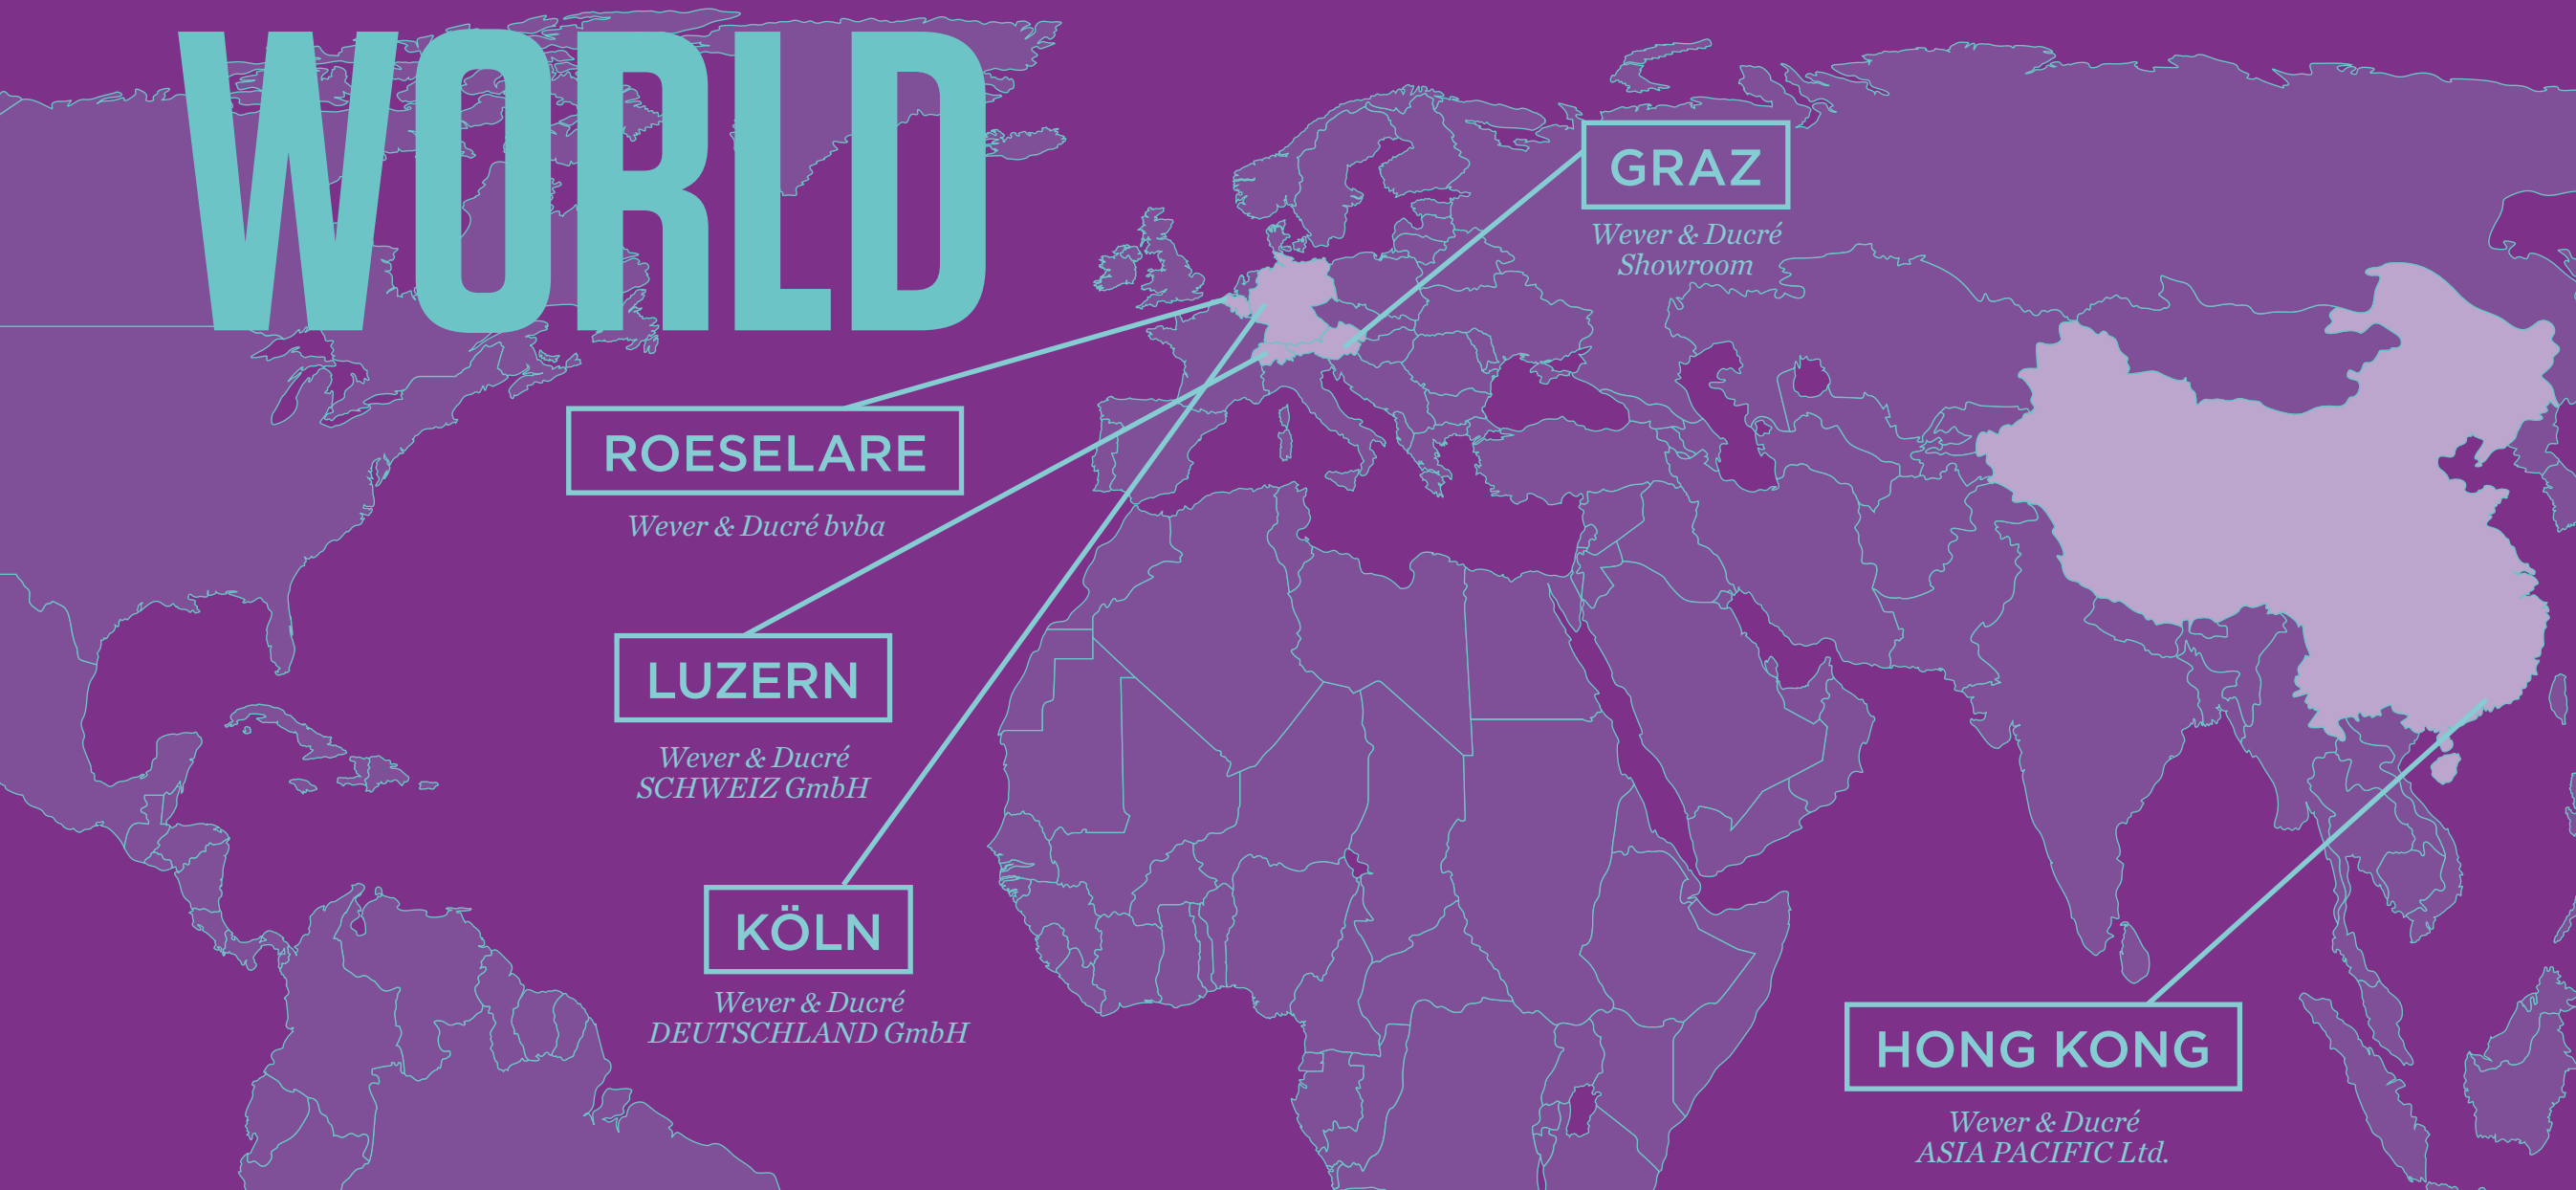 WORLD
GRAZ
Wever & Ducré
Showroom
ROESELARE
Wever & Ducré bvba
LUZERN
Wever & Ducré
SCHWEIZ GmbH
KÖLN
Wever & Ducré
DEUTSCHLAND GmbH
HONG KONG
Wever & Ducré
ASIA PACIFIC Ltd.